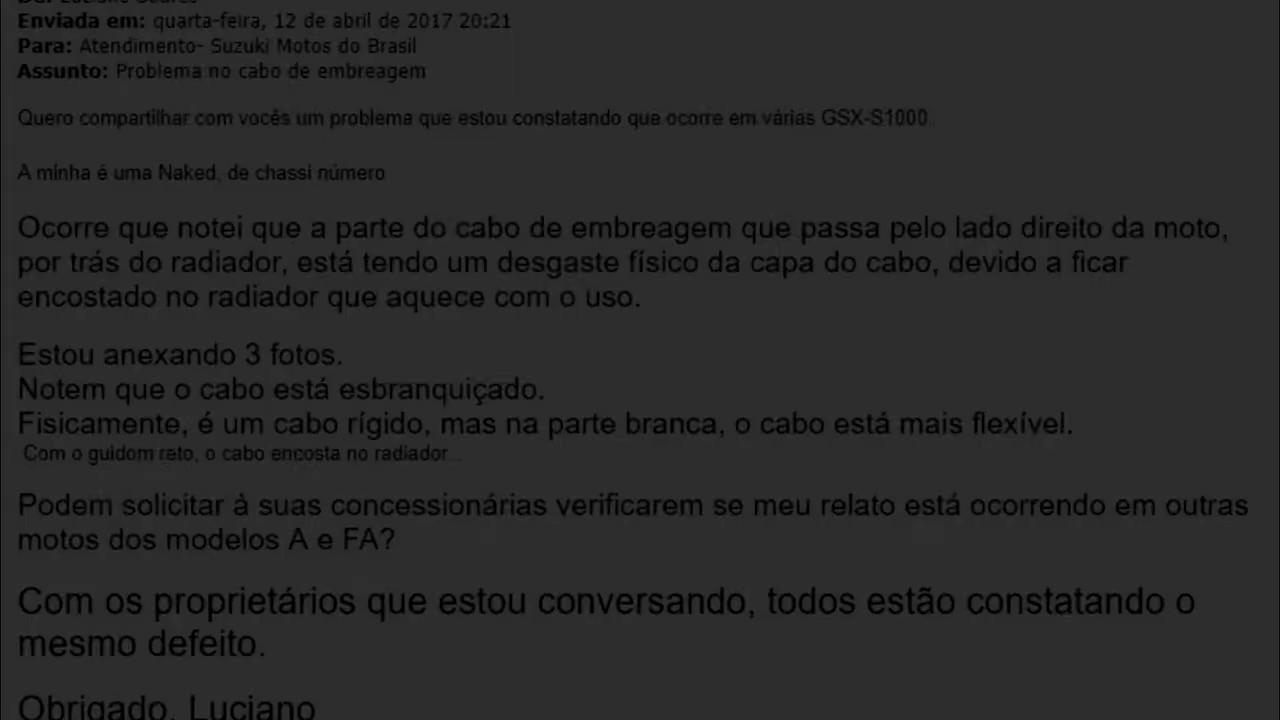 Enviada em: quarta-feira, 12 de abril de 2017 20:21
Para: Atendimento- Suzuki Motos do Brasil
Assunto: Problema no cabo de embreagem
Quero compartilhar com vocês um problema que estou constatando que ocorre em várias GSX-S1000.
A minha é uma Naked, de chassi número
Ocorre que notei que a parte do cabo de embreagem que passa pelo lado direito da moto,
por trás do radiador, está tendo um desgaste físico da capa do cabo, devido a ficar
encostado no radiador que aquece com o uso.
Estou anexando 3 fotos.
Notem que o cabo está esbranquiçado.
Fisicamente, é um cabo rígido, mas na parte branca, o cabo está mais flexível.
Com o guidom reto, o cabo encosta no radiador...
Podem solicitar à suas concessionárias verificarem se meu relato está ocorrendo em outras
motos dos modelos A e FA?
Com os proprietários que estou conversando, todos estão constatando o
mesmo defeito.
Obrigado, Luciano